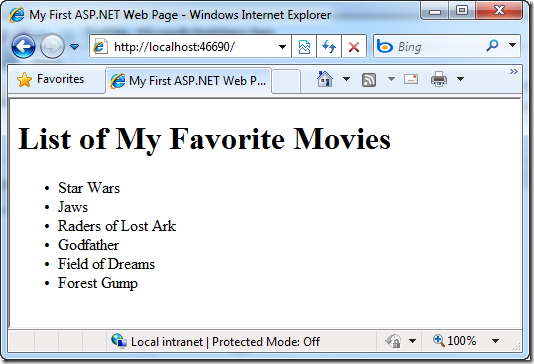 My First ASP.NET Web Page - Windows Internet Explorer
http://localhost:46690/
Bing
Favorites
My First ASP.NET Web P...
List of My Favorite Movies
• Star Wars
• Jaws
• Raders of Lost Ark
• Godfather
• Field of Dreams
• Forest Gump
Local intranet | Protected Mode: Off
100%